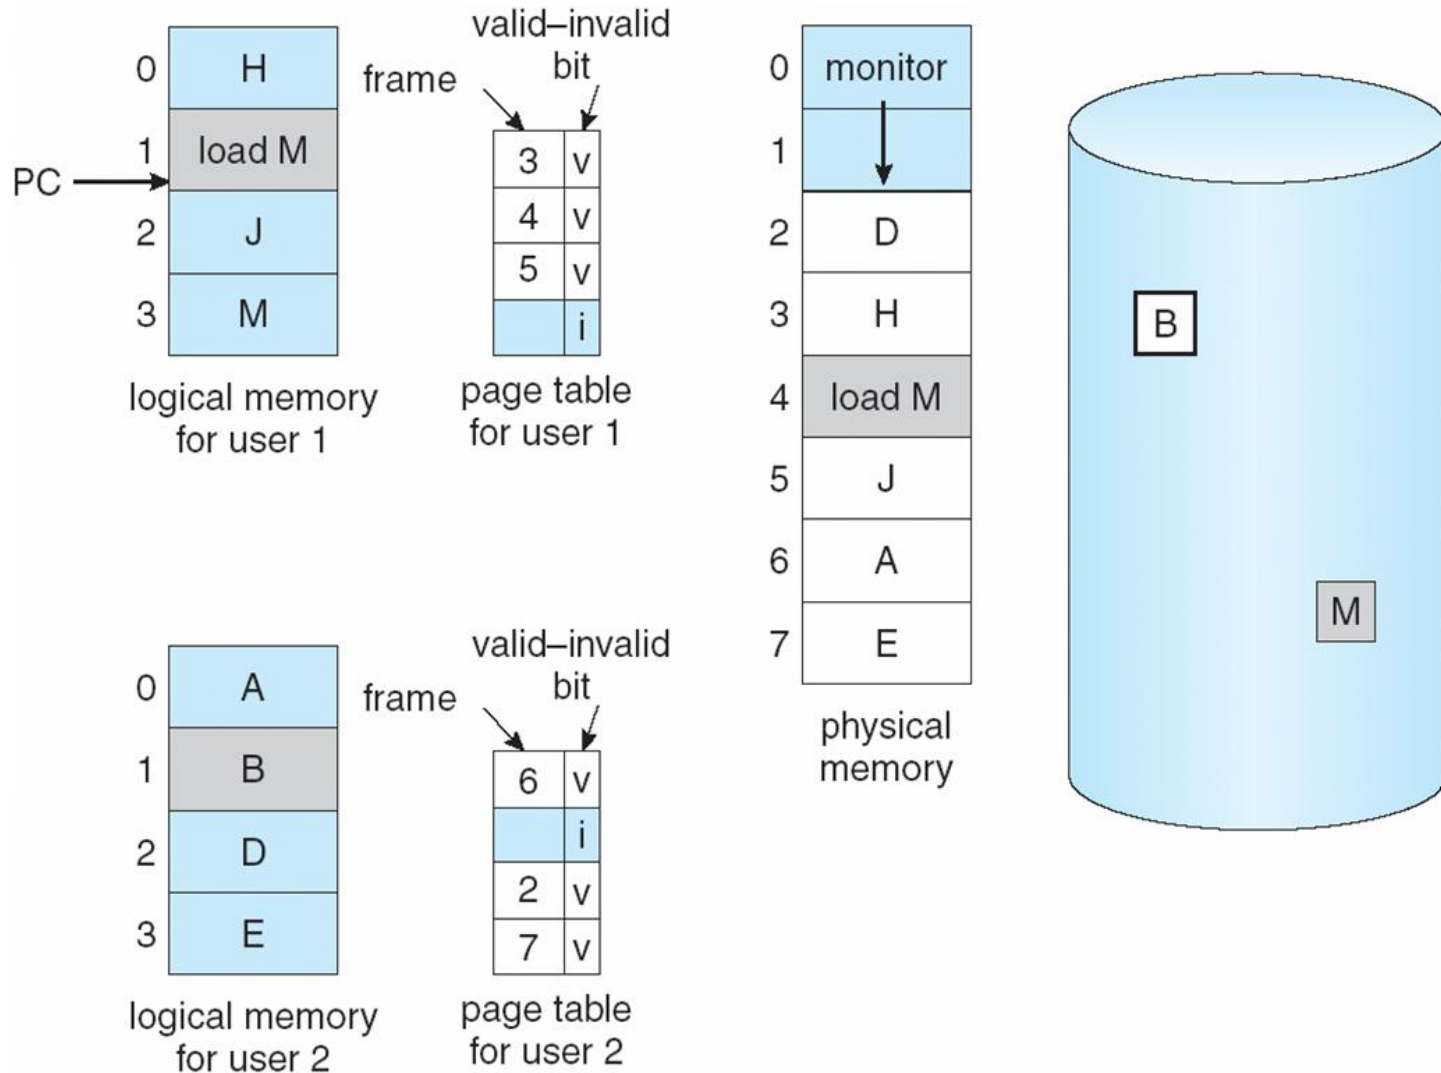 valid–invalid
bit
frame
0 H
1 load M
PC
2 J
3 M
3 v
4 v
5 v
i
logical memory
for user 1
page table
for user 1
valid–invalid
bit
frame
0 A
1 B
2 D
3 E
6 v
i
2 v
7 v
logical memory
for user 2
page table
for user 2
0 monitor
1
2 D
3 H
4 load M
5 J
6 A
7 E
physical
memory
B
M